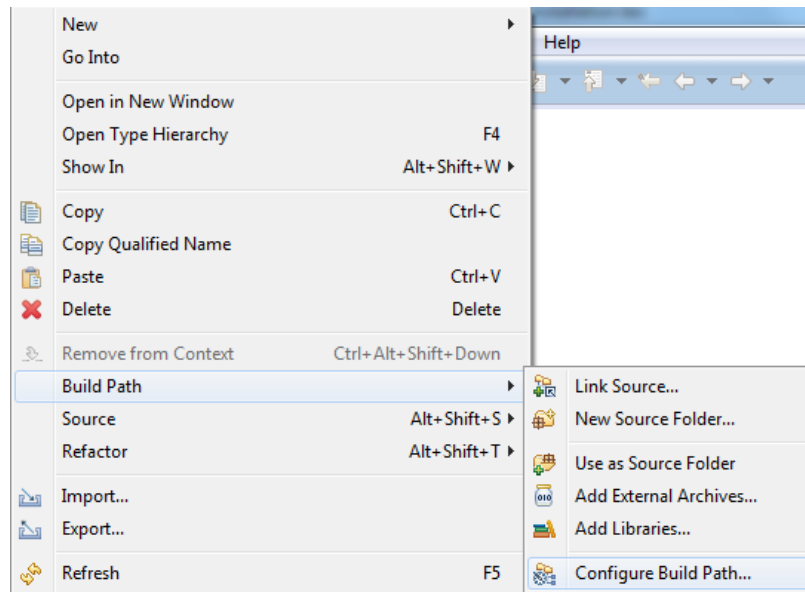 New
Help
Go Into
Open in New Window
Open Type Hierarchy F4
Show In Alt+Shift+W
Copy Ctrl+C
Copy Qualified Name
Paste Ctrl+V
Delete Delete
Remove from Context Ctrl+Alt+Shift+Down
Build Path
Source Alt+Shift+S
Refactor Alt+Shift+T
Import...
Export...
Refresh F5
Link Source...
New Source Folder...
Use as Source Folder
010
Add External Archives...
Add Libraries...
Configure Build Path...